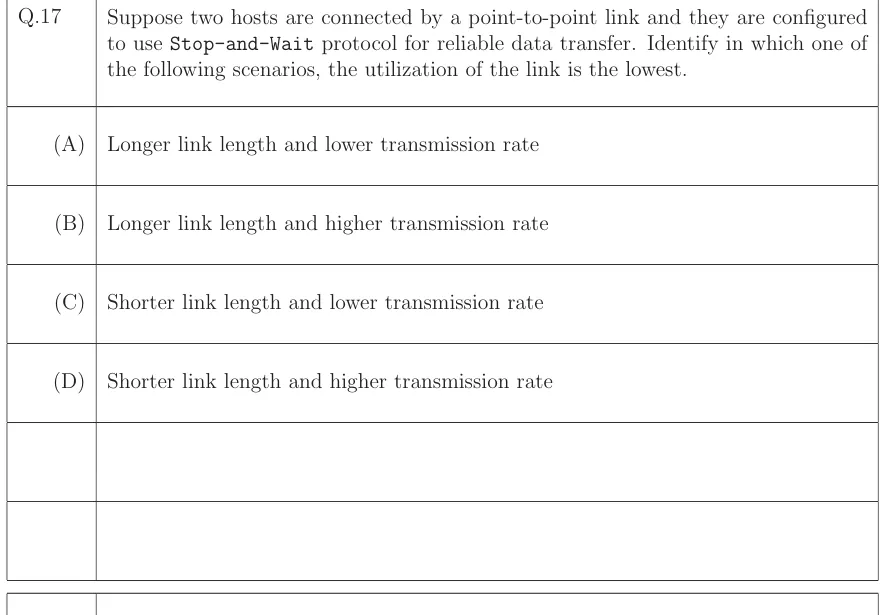 Q.17 Suppose two hosts are connected by a point-to-point link and they are configured
to use Stop-and-Wait protocol for reliable data transfer. Identify in which one of
the following scenarios, the utilization of the link is the lowest.
(A) Longer link length and lower transmission rate
(B) Longer link length and higher transmission rate
(C) Shorter link length and lower transmission rate
(D) Shorter link length and higher transmission rate